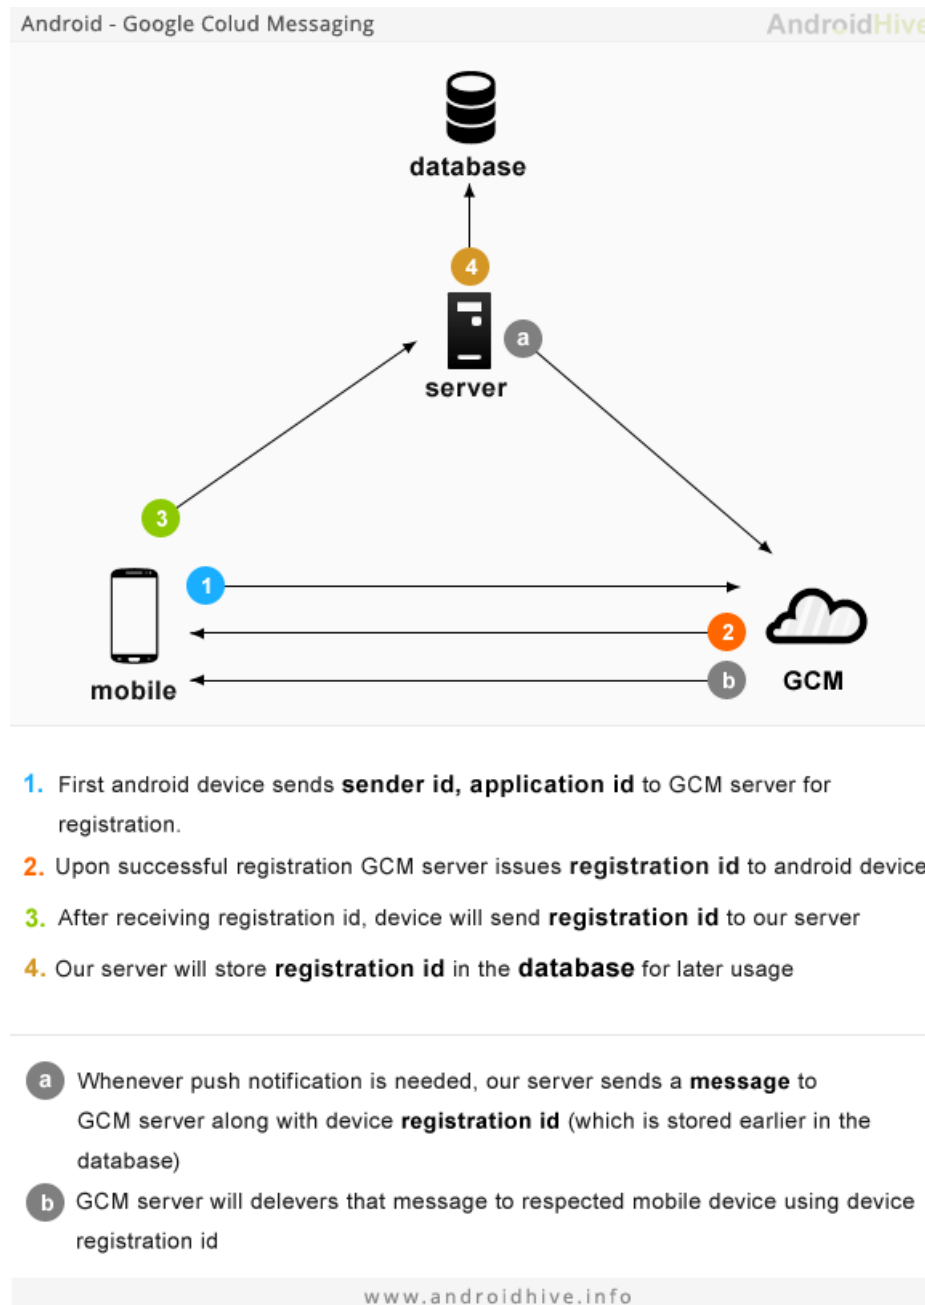 Android - Google Colud Messaging
AndroidHive
database
4
a
server
3
1
2
b
mobile
GCM
1. First android device sends sender id, application id to GCM server for
registration.
2. Upon successful registration GCM server issues registration id to android device
3. After receiving registration id, device will send registration id to our server
4. Our server will store registration id in the database for later usage
a Whenever push notification is needed, our server sends a message to
GCM server along with device registration id (which is stored earlier in the
database)
b GCM server will delevers that message to respected mobile device using device
registration id
www.androidhive.info